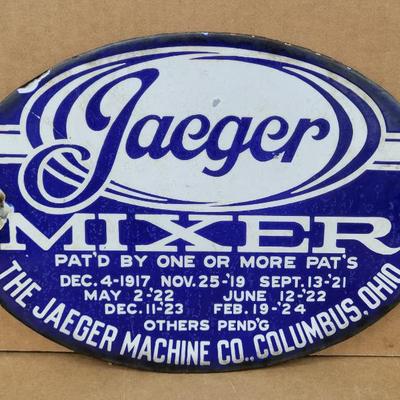 Jaeger
MIXER
PAT'D BY ONE OR MORE PAT'S
DEC. 4-1917 NOV. 25-'19 SEPT. 13-'21
MAY 2-'22 JUNE 12-'22
DEC. 11-23 FEB. 19-'24
OTHERS PEND'G
THE JAEGER MACHINE CO., COLUMBUS, OHIO